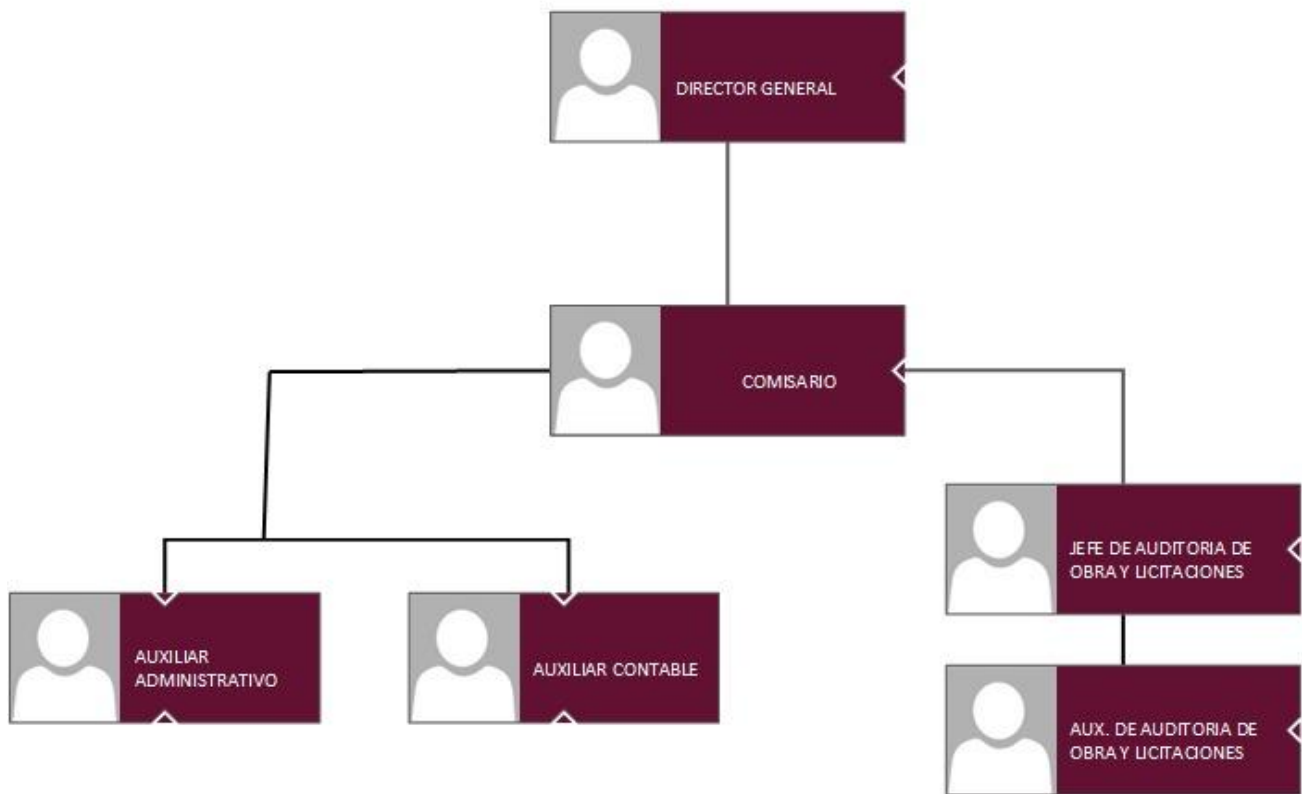 DIRECTOR GENERAL
COMISARIO
JEFE DE AUDITORIA DE
OBRA Y LICITACIONES
AUXILIAR
ADMINISTRATIVO
AUXILIAR CONTABLE
AUX. DE AUDITORIA DE
OBRA Y LICITACIONES